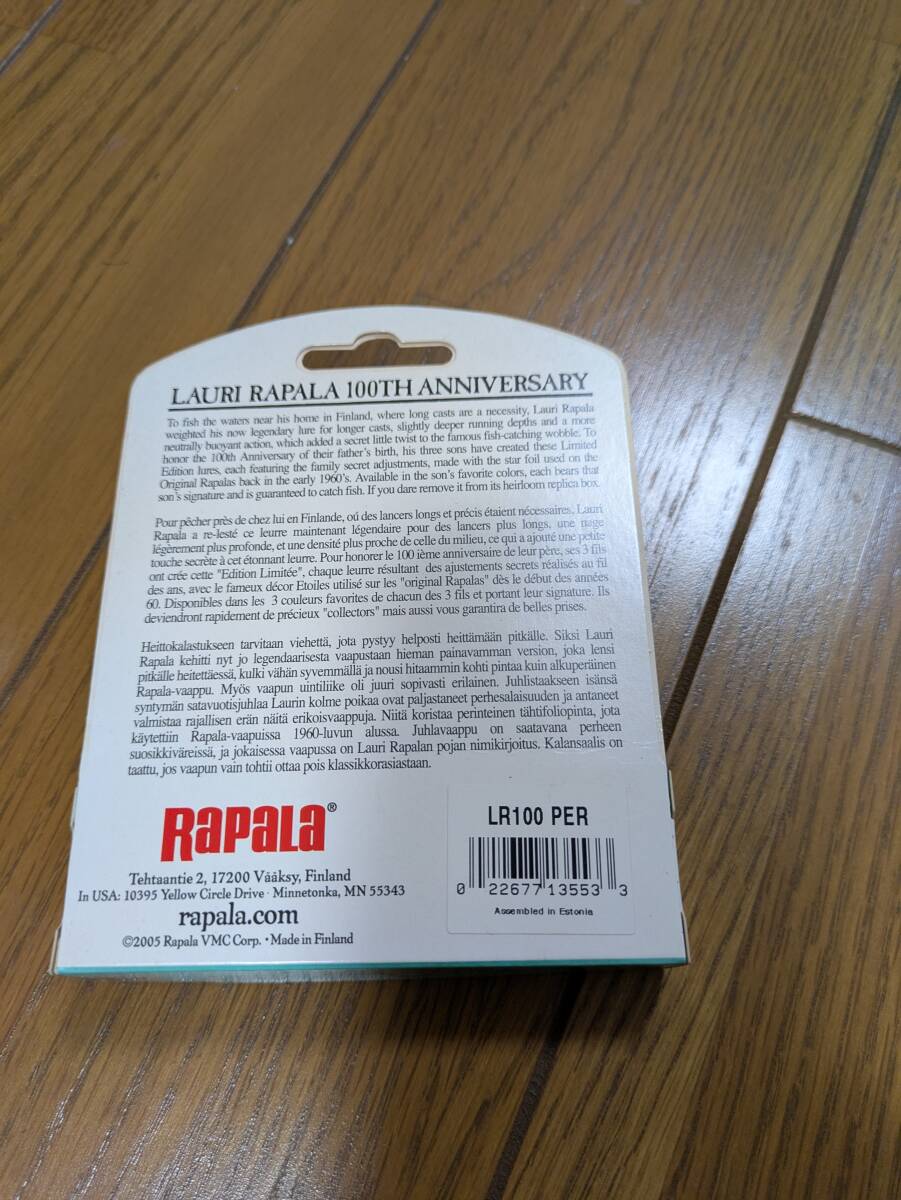 LAURI RAPALA 100TH ANNIVERSARY
To fish the waters near his home in Finland, where long casts are a necessity, Lauri Rapala
weighted his now legendary lure for longer casts, slightly deeper running depths and a more
neutrally buoyant action, which added a secret little twist to the famous fish-catching wobble. To
honor the 100th Anniversary of their father's birth, his three sons have created these Limited
Edition lures, each featuring the family secret adjustments, made with the star foil used on the
Original Rapalas back in the early 1960's. Available in the son's favorite colors, each bears that
son's signature and is guaranteed to catch fish. If you dare remove it from its heirloom replica box.
Pour pêcher près de chez lui en Finlande, oú des lancers longs et précis étaient nécessaires, Lauri
Rapala a re-lesté ce leurre maintenant légendaire pour des lancers plus longs, une nage
légèrement plus profonde, et une densité plus proche de celle du milieu, ce qui a ajouté une petite
touche secrète à cet étonnant leurre. Pour honorer le 100 ième anniversaire de leur père, ses 3 fils
ont crée cette "Edition Limitée", chaque leurre résultant des ajustements secrets réalisés au fil
des ans, avec le fameux décor Etoiles utilisé sur les "original Rapalas" dès le début des années
60. Disponibles dans les 3 couleurs favorites de chacun des 3 fils et portant leur signature. Ils
deviendront rapidement de précieux "collectors" mais aussi vous garantira de belles prises.
Heittokalastukseen tarvitaan viehettä, jota pystyy helposti heittämään pitkälle. Siksi Lauri
Rapala kehitti nyt jo legendaarisesta vaapustaan hieman painavamman version, joka lensi
pitkälle heitettäessä, kulki vähän syvemmällä ja nousi hitaammin kohti pintaa kuin alkuperäinen
Rapala-vaappu. Myös vaapun uintiliike oli juuri sopivasti erilainen. Juhlistaakseen isänsä
syntymän satavuotisjuhlaa Laurin kolme poikaa ovat paljastaneet perhesalaisuuden ja antaneet
valmistaa rajallisen erän näitä erikoisvaappuja. Niitä koristaa perinteinen tähtifoliopinta, jota
käytettiin Rapala-vaapuissa 1960-luvun alussa. Juhlavaappu on saatavana perheen
suosikkiväreissä, ja jokaisessa vaapussa on Lauri Rapalan pojan nimikirjoitus. Kalansaalis on
taattu, jos vaapun vain tohtii ottaa pois klassikkorasiastaan.
RAPALA®
Tehtaantie 2, 17200 Vääksy, Finland
In USA: 10395 Yellow Circle Drive · Minnetonka, MN 55343
rapala.com
©2005 Rapala VMC Corp. • Made in Finland
LR100 PER
0 22677 13553 3
Assembled in Estonia